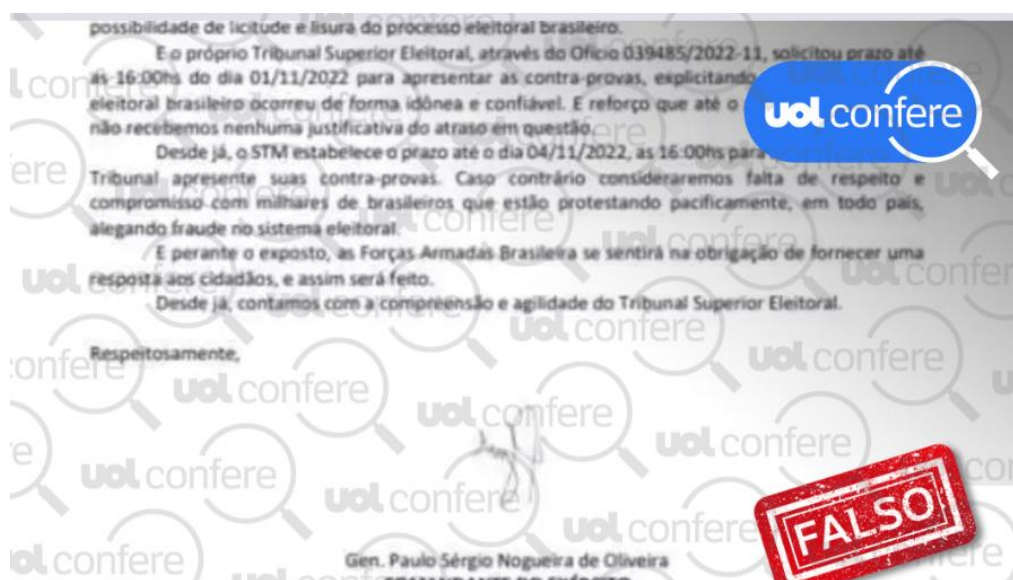 possibilidade de licitude e lisura do processo eleitoral brasileiro.
E o próprio Tribunal Superior Eleitoral, através do Ofício 039485/2022-11, solicitou prazo até
as 16:00hs do dia 01/11/2022 para apresentar as contra-provas, explicitando
eleitoral brasileiro ocorreu de forma idônea e confiável. E reforço que até o
não recebemos nenhuma justificativa do atraso em questão.
Desde já, o STM estabelece o prazo até o dia 04/11/2022, as 16:00hs para
Tribunal apresente suas contra-provas. Caso contrário consideraremos falta de respeito e
compromisso com milhares de brasileiros que estão protestando pacificamente, em todo país,
alegando fraude no sistema eleitoral.
E perante o exposto, as Forças Armadas Brasileira se sentirá na obrigação de fornecer uma
resposta aos cidadãos, e assim será feito.
Desde já, contamos com a compreensão e agilidade do Tribunal Superior Eleitoral.
Respeitosamente,
Gen. Paulo Sérgio Nogueira de Oliveira
uol confere
FALSO